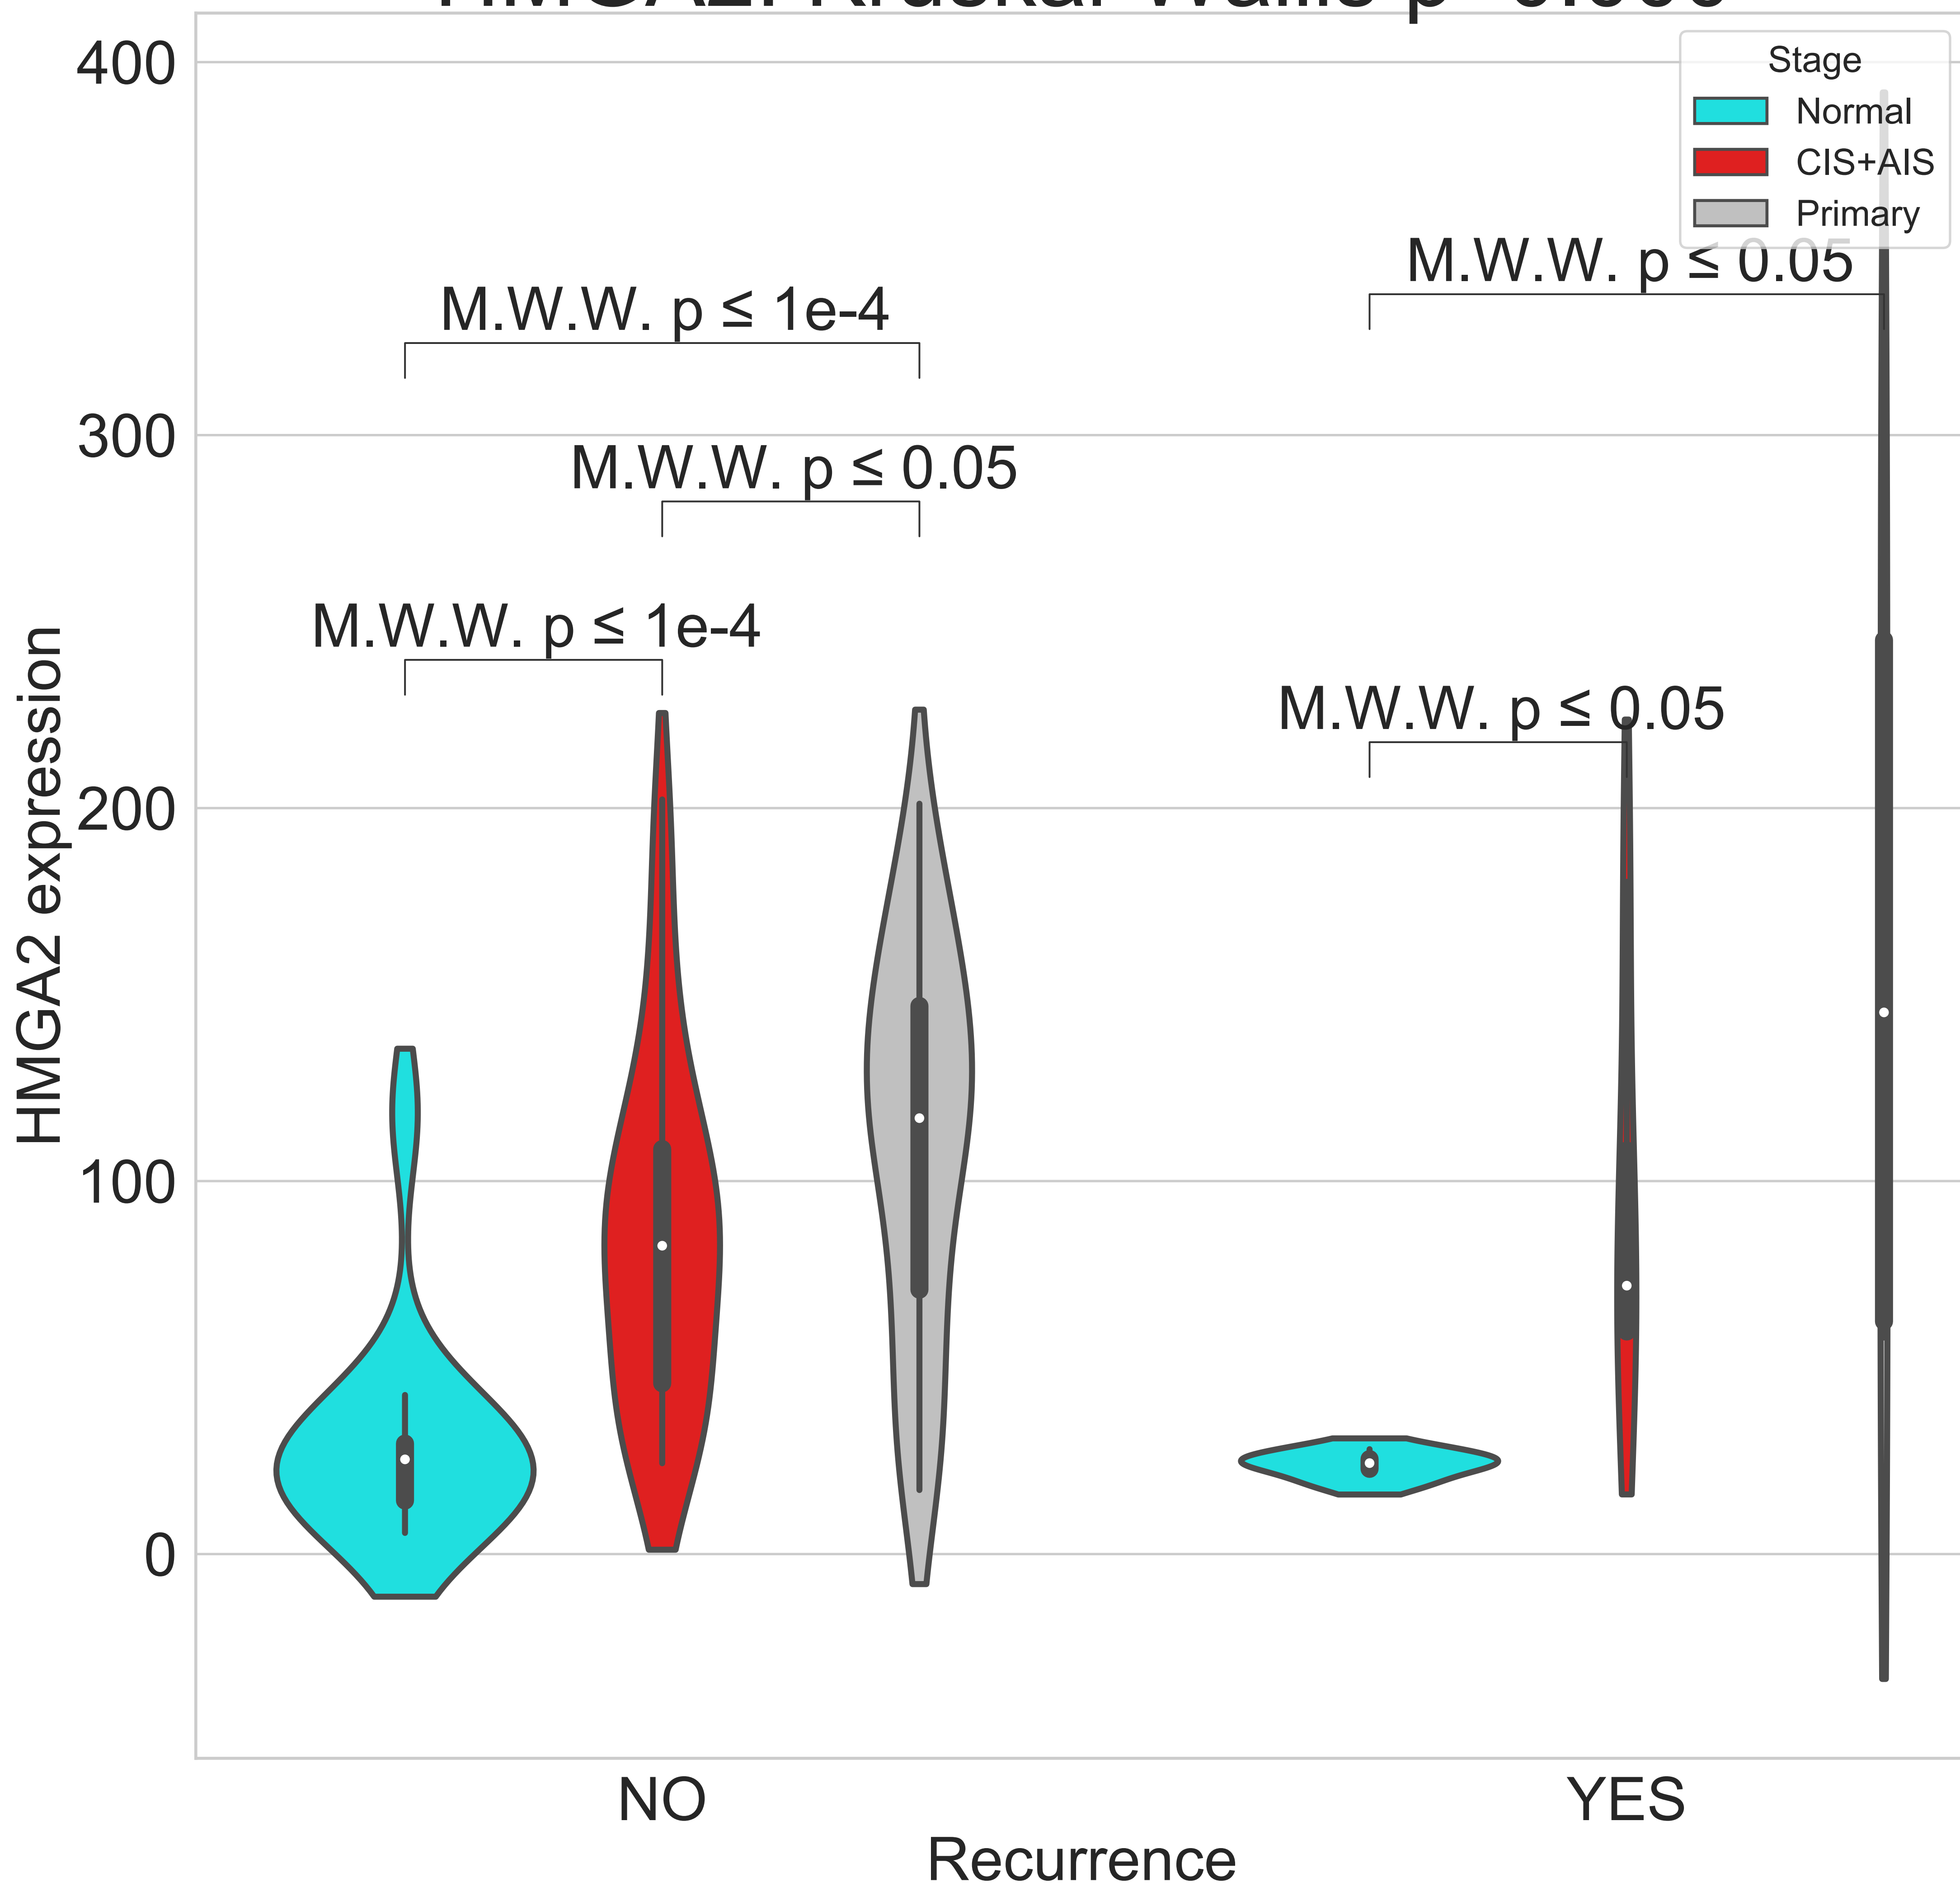 400
300
200
100
0
HMGA2 expression
Stage
Normal
CIS+AIS
Primary
M.W.W. p ≤ 0.05
M.W.W. p ≤ 1e-4
M.W.W. p ≤ 0.05
M.W.W. p ≤ 1e-4
M.W.W. p ≤ 0.05
NO
YES
Recurrence